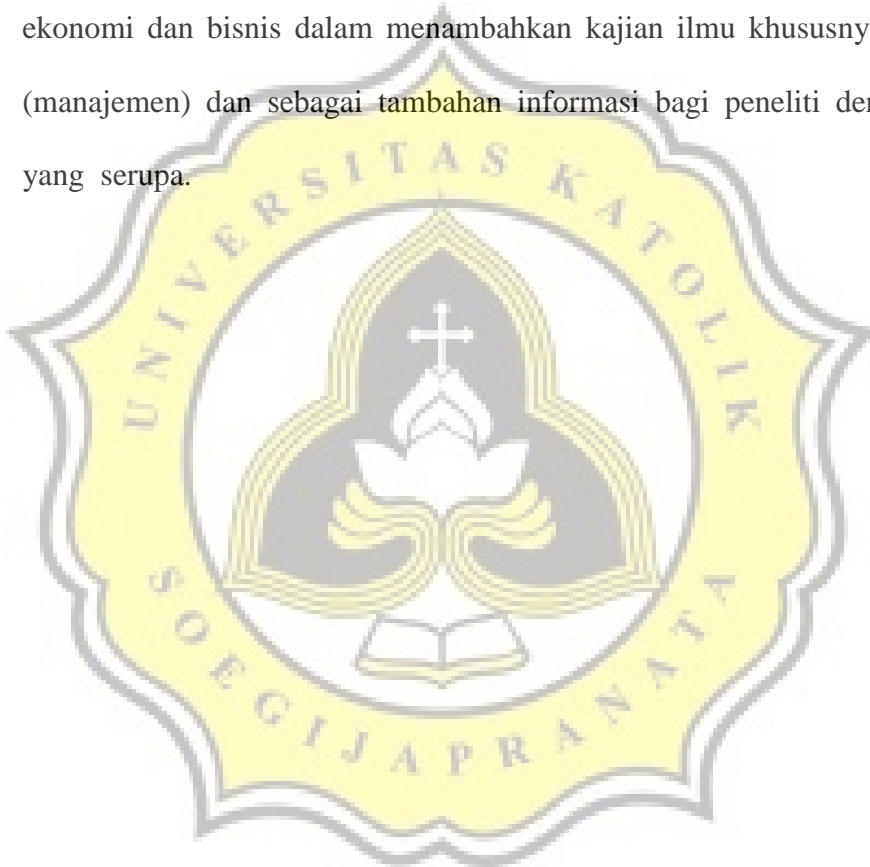 ekonomi dan bisnis dalam menambahkan kajian ilmu khususny
(manajemen) dan sebagai tambahan informasi bagi peneliti
yang serupa.
UNIVERSITAS KATOLIK
SOEGIJAPRANATA